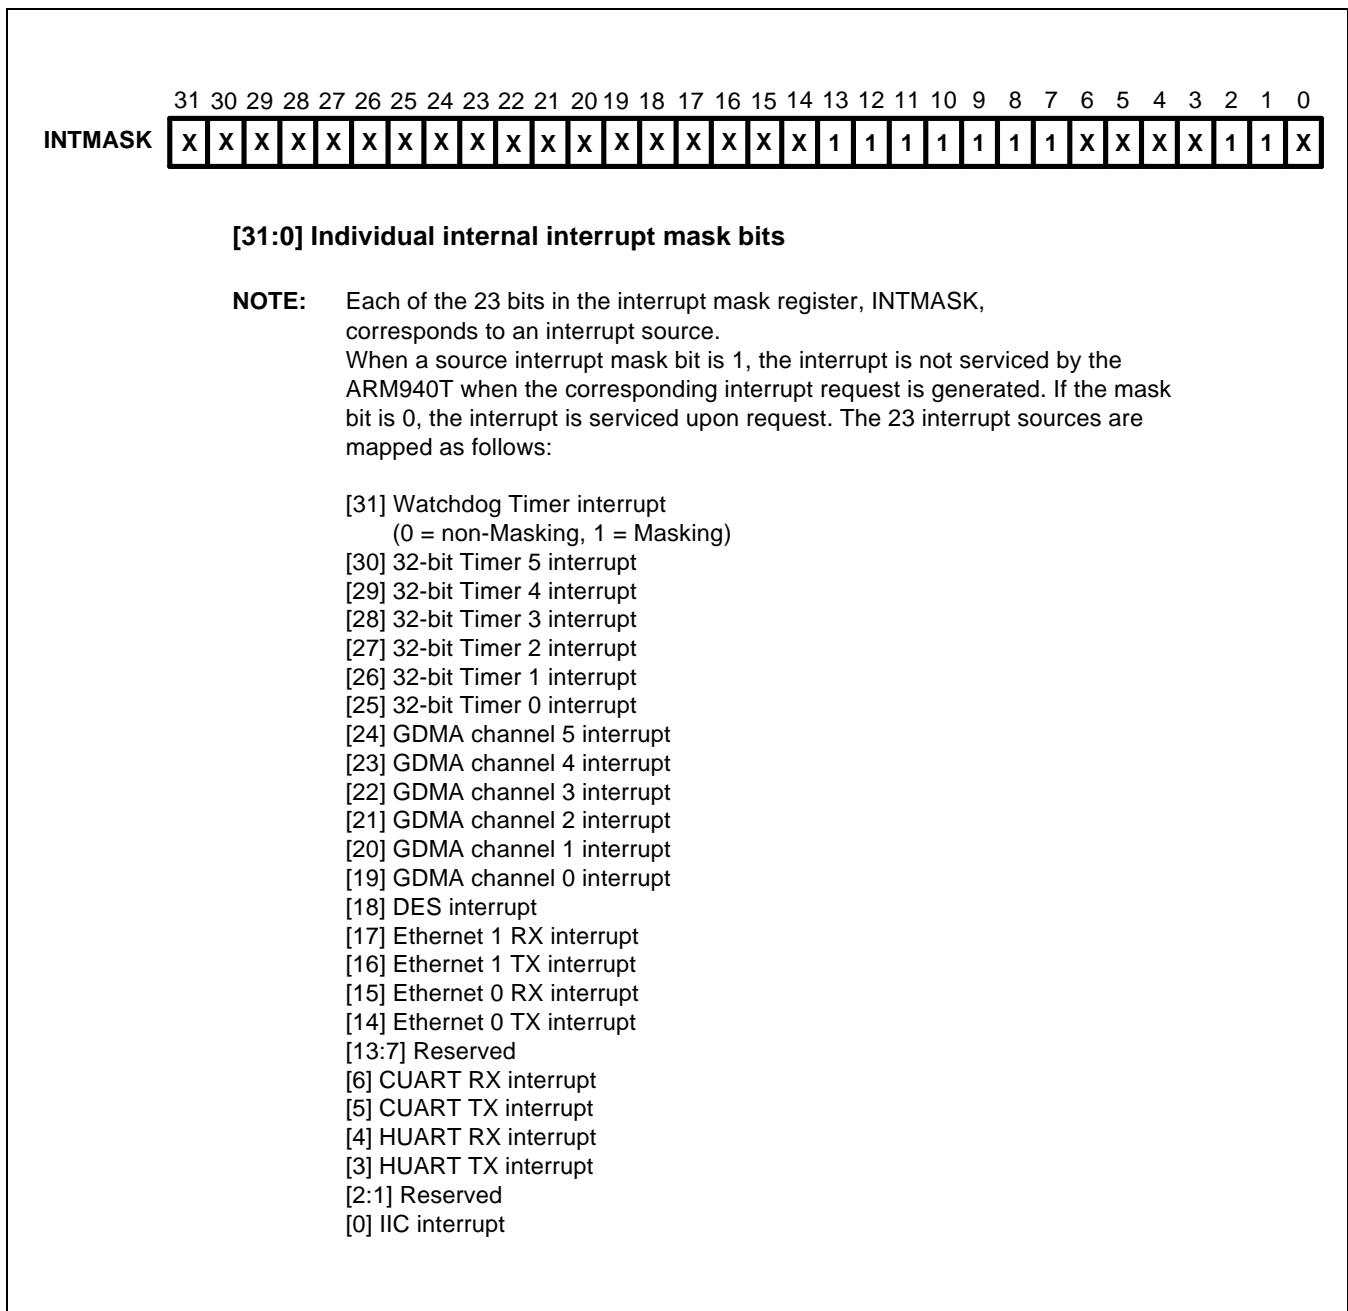 31 30 29 28 27 26 25 24 23 22 21 20 19 18 17 16 15 14 13 12 11 10 9 8 7 6 5 4 3 2 1 0
INTMASK X X X X X X X X X X X X X X X X X X 1 1 1 1 1 1 1 X X X X 1 1 X
[31:0] Individual internal interrupt mask bits
NOTE: Each of the 23 bits in the interrupt mask register, INTMASK,
corresponds to an interrupt source.
When a source interrupt mask bit is 1, the interrupt is not serviced by the
ARM940T when the corresponding interrupt request is generated. If the mask
bit is 0, the interrupt is serviced upon request. The 23 interrupt sources are
mapped as follows:
[31] Watchdog Timer interrupt
(0 = non-Masking, 1 = Masking)
[30] 32-bit Timer 5 interrupt
[29] 32-bit Timer 4 interrupt
[28] 32-bit Timer 3 interrupt
[27] 32-bit Timer 2 interrupt
[26] 32-bit Timer 1 interrupt
[25] 32-bit Timer 0 interrupt
[24] GDMA channel 5 interrupt
[23] GDMA channel 4 interrupt
[22] GDMA channel 3 interrupt
[21] GDMA channel 2 interrupt
[20] GDMA channel 1 interrupt
[19] GDMA channel 0 interrupt
[18] DES interrupt
[17] Ethernet 1 RX interrupt
[16] Ethernet 1 TX interrupt
[15] Ethernet 0 RX interrupt
[14] Ethernet 0 TX interrupt
[13:7] Reserved
[6] CUART RX interrupt
[5] CUART TX interrupt
[4] HUART RX interrupt
[3] HUART TX interrupt
[2:1] Reserved
[0] IIC interrupt